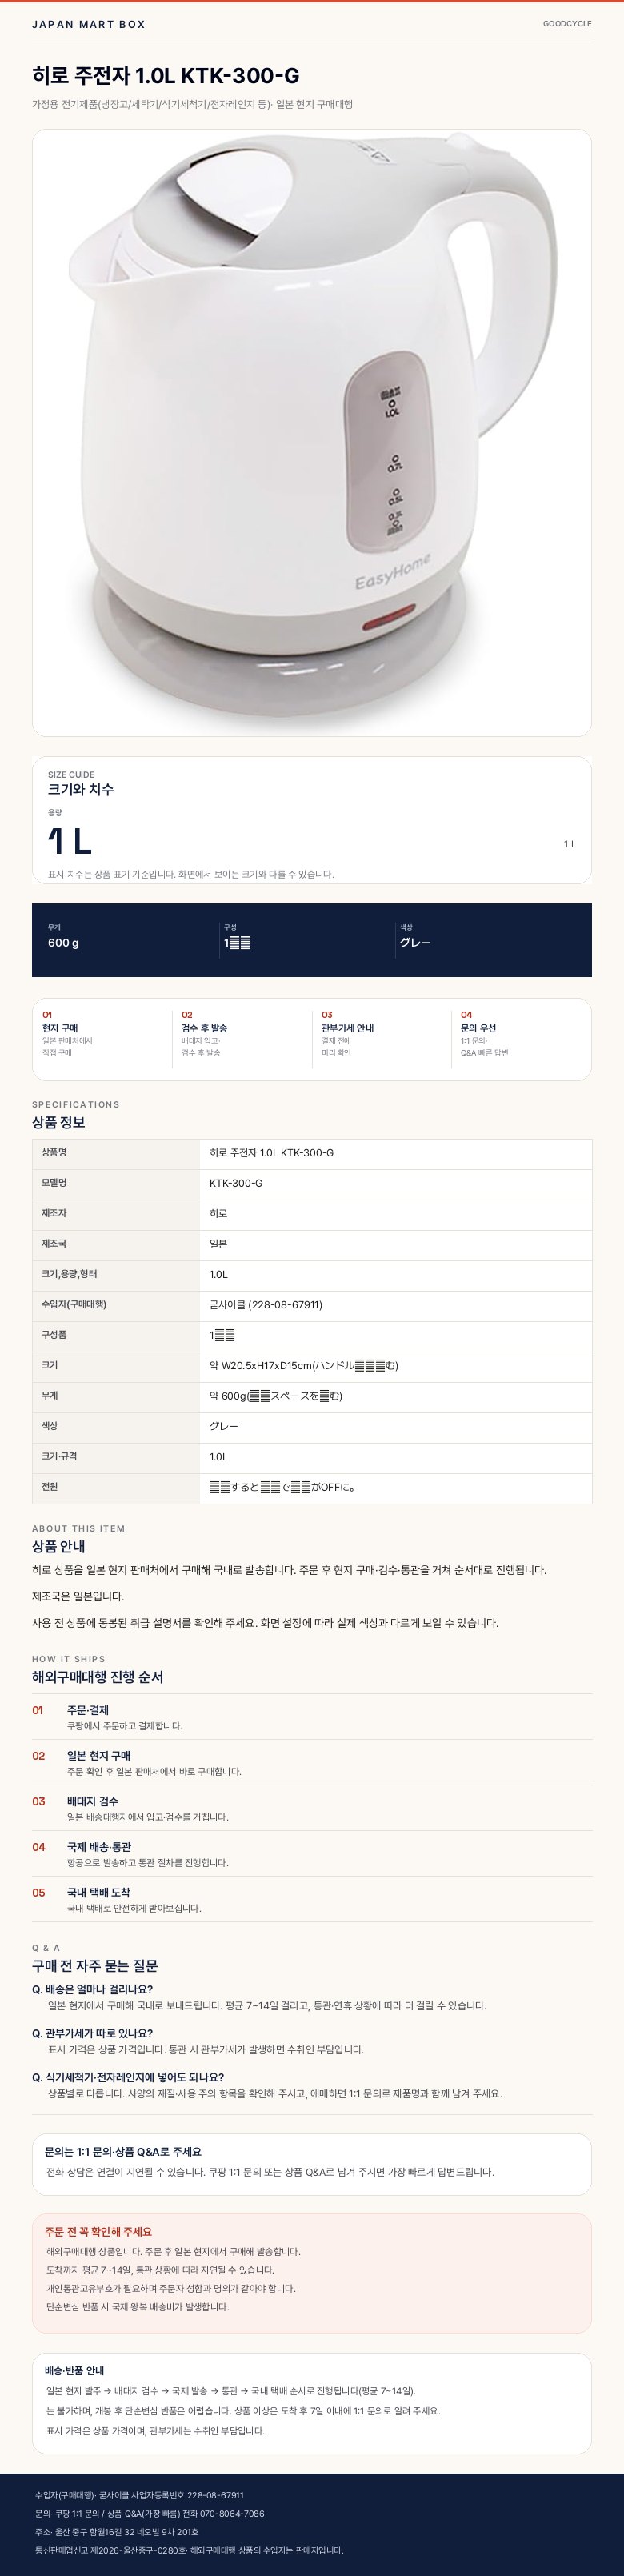 JAPAN MART BOX
GOODCYCLE
히로 주전자 1.0L KTK-300-G
가정용 전기제품(냉장고/세탁기/식기세척기/전자레인지 등)· 일본 현지 구매대행
1.0L
0.7L
0.5L
EasyHome
SIZE GUIDE
크기와 치수
용량
1 L
1 L
표시 치수는 상품 표기 기준입니다. 화면에서 보이는 크기와 다를 수 있습니다.
무게
구성
색상
600 g
1
グレー
01
02
03
04
현지 구매
검수 후 발송
관부가세 안내
문의 우선
일본 판매처에서
배대지 입고·
결제 전에
1:1 문의·
직접 구매
검수 후 발송
미리 확인
Q&A 빠른 답변
SPECIFICATIONS
상품 정보
상품명 히로 주전자 1.0L KTK-300-G
모델명 KTK-300-G
제조자 히로
제조국 일본
크기,용량,형태 1.0L
수입자(구매대행) 굳사이클 (228-08-67911)
구성품 1
크기 약 W20.5xH17xD15cm(ハンドル む)
무게 약 600g( スペースを む)
색상 グレー
크기·규격 1.0L
전원 すると で がOFFに。
ABOUT THIS ITEM
상품 안내
히로 상품을 일본 현지 판매처에서 구매해 국내로 발송합니다. 주문 후 현지 구매·검수·통관을 거쳐 순서대로 진행됩니다.
제조국은 일본입니다.
사용 전 상품에 동봉된 취급 설명서를 확인해 주세요. 화면 설정에 따라 실제 색상과 다르게 보일 수 있습니다.
HOW IT SHIPS
해외구매대행 진행 순서
01 주문·결제
쿠팡에서 주문하고 결제합니다.
02 일본 현지 구매
주문 확인 후 일본 판매처에서 바로 구매합니다.
03 배대지 검수
일본 배송대행지에서 입고·검수를 거칩니다.
04 국제 배송·통관
항공으로 발송하고 통관 절차를 진행합니다.
05 국내 택배 도착
국내 택배로 안전하게 받아보십니다.
Q & A
구매 전 자주 묻는 질문
Q. 배송은 얼마나 걸리나요?
일본 현지에서 구매해 국내로 보내드립니다. 평균 7~14일 걸리고, 통관·연휴 상황에 따라 더 걸릴 수 있습니다.
Q. 관부가세가 따로 있나요?
표시 가격은 상품 가격입니다. 통관 시 관부가세가 발생하면 수취인 부담입니다.
Q. 식기세척기·전자레인지에 넣어도 되나요?
상품별로 다릅니다. 사양의 재질·사용 주의 항목을 확인해 주시고, 애매하면 1:1 문의로 제품명과 함께 남겨 주세요.
문의는 1:1 문의·상품 Q&A로 주세요
전화 상담은 연결이 지연될 수 있습니다. 쿠팡 1:1 문의 또는 상품 Q&A로 남겨 주시면 가장 빠르게 답변드립니다.
주문 전 꼭 확인해 주세요
해외구매대행 상품입니다. 주문 후 일본 현지에서 구매해 발송합니다.
도착까지 평균 7~14일, 통관 상황에 따라 지연될 수 있습니다.
개인통관고유부호가 필요하며 주문자 성함과 명의가 같아야 합니다.
단순변심 반품 시 국제 왕복 배송비가 발생합니다.
배송·반품 안내
일본 현지 발주 → 배대지 검수 → 국제 발송 → 통관 → 국내 택배 순서로 진행됩니다(평균 7~14일).
는 불가하며, 개봉 후 단순변심 반품은 어렵습니다. 상품 이상은 도착 후 7일 이내에 1:1 문의로 알려 주세요.
표시 가격은 상품 가격이며, 관부가세는 수취인 부담입니다.
수입자(구매대행)· 굳사이클 사업자등록번호 228-08-67911
문의· 쿠팡 1:1 문의 / 상품 Q&A(가장 빠름) 전화 070-8064-7086
주소· 울산 중구 함월16길 32 네오빌 9차 201호
통신판매업신고 제2026-울산중구-0280호· 해외구매대행 상품의 수입자는 판매자입니다.